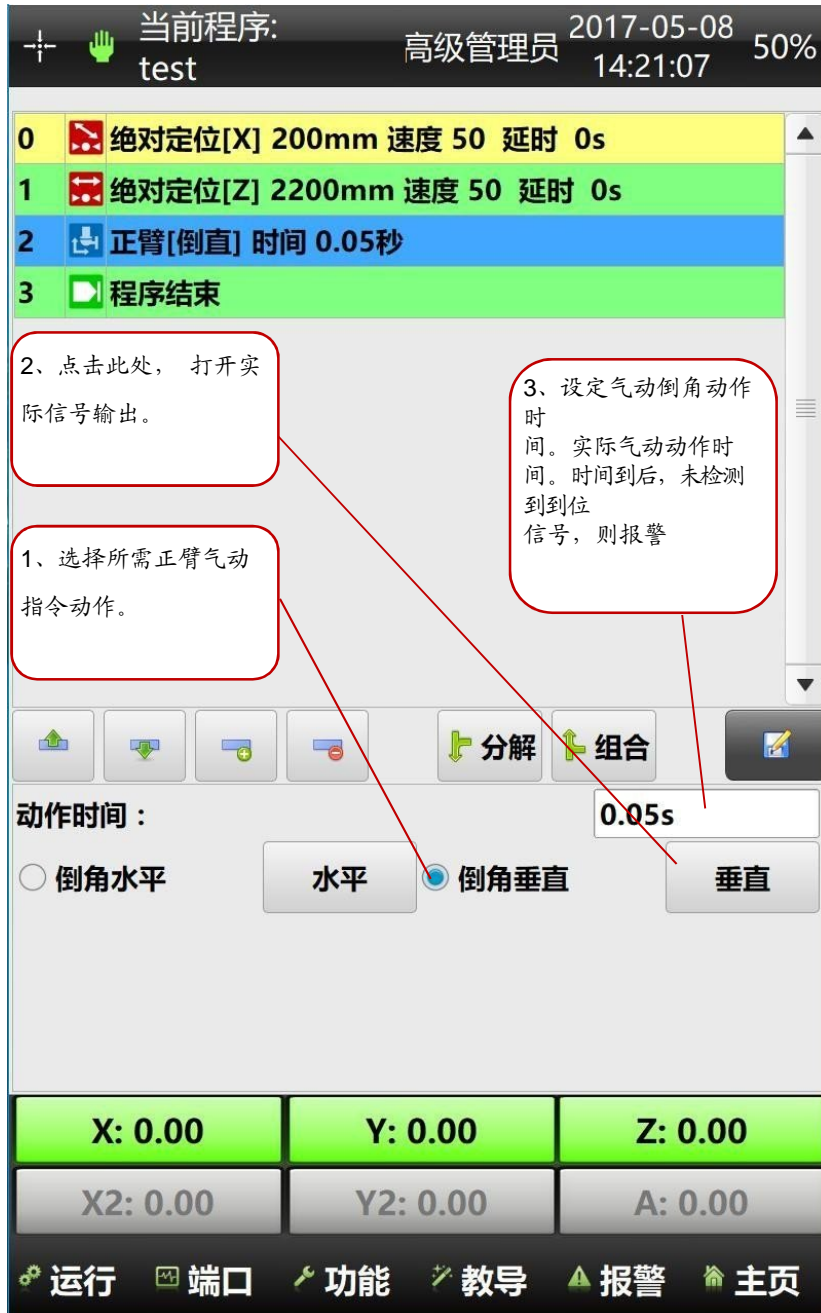 当前程序:
test
高级管理员
2017-05-08
14:21:07
50%
0 绝对定位[X] 200mm 速度 50 延时 0s
1 绝对定位[Z] 2200mm 速度 50 延时 0s
2 正臂[倒直] 时间 0.05秒
3 程序结束
2、点击此处， 打开实
际信号输出。
3、设定气动倒角动作
时
间。实际气动动作时
间。时间到后，未检测
到到位
信号，则报警
1、选择所需正臂气动
指令动作。
分解 组合
动作时间： 0.05s
倒角水平 水平 倒角垂直 垂直
X: 0.00 Y: 0.00 Z: 0.00
X2: 0.00 Y2: 0.00 A: 0.00
运行 端口 功能 教导 报警 主页